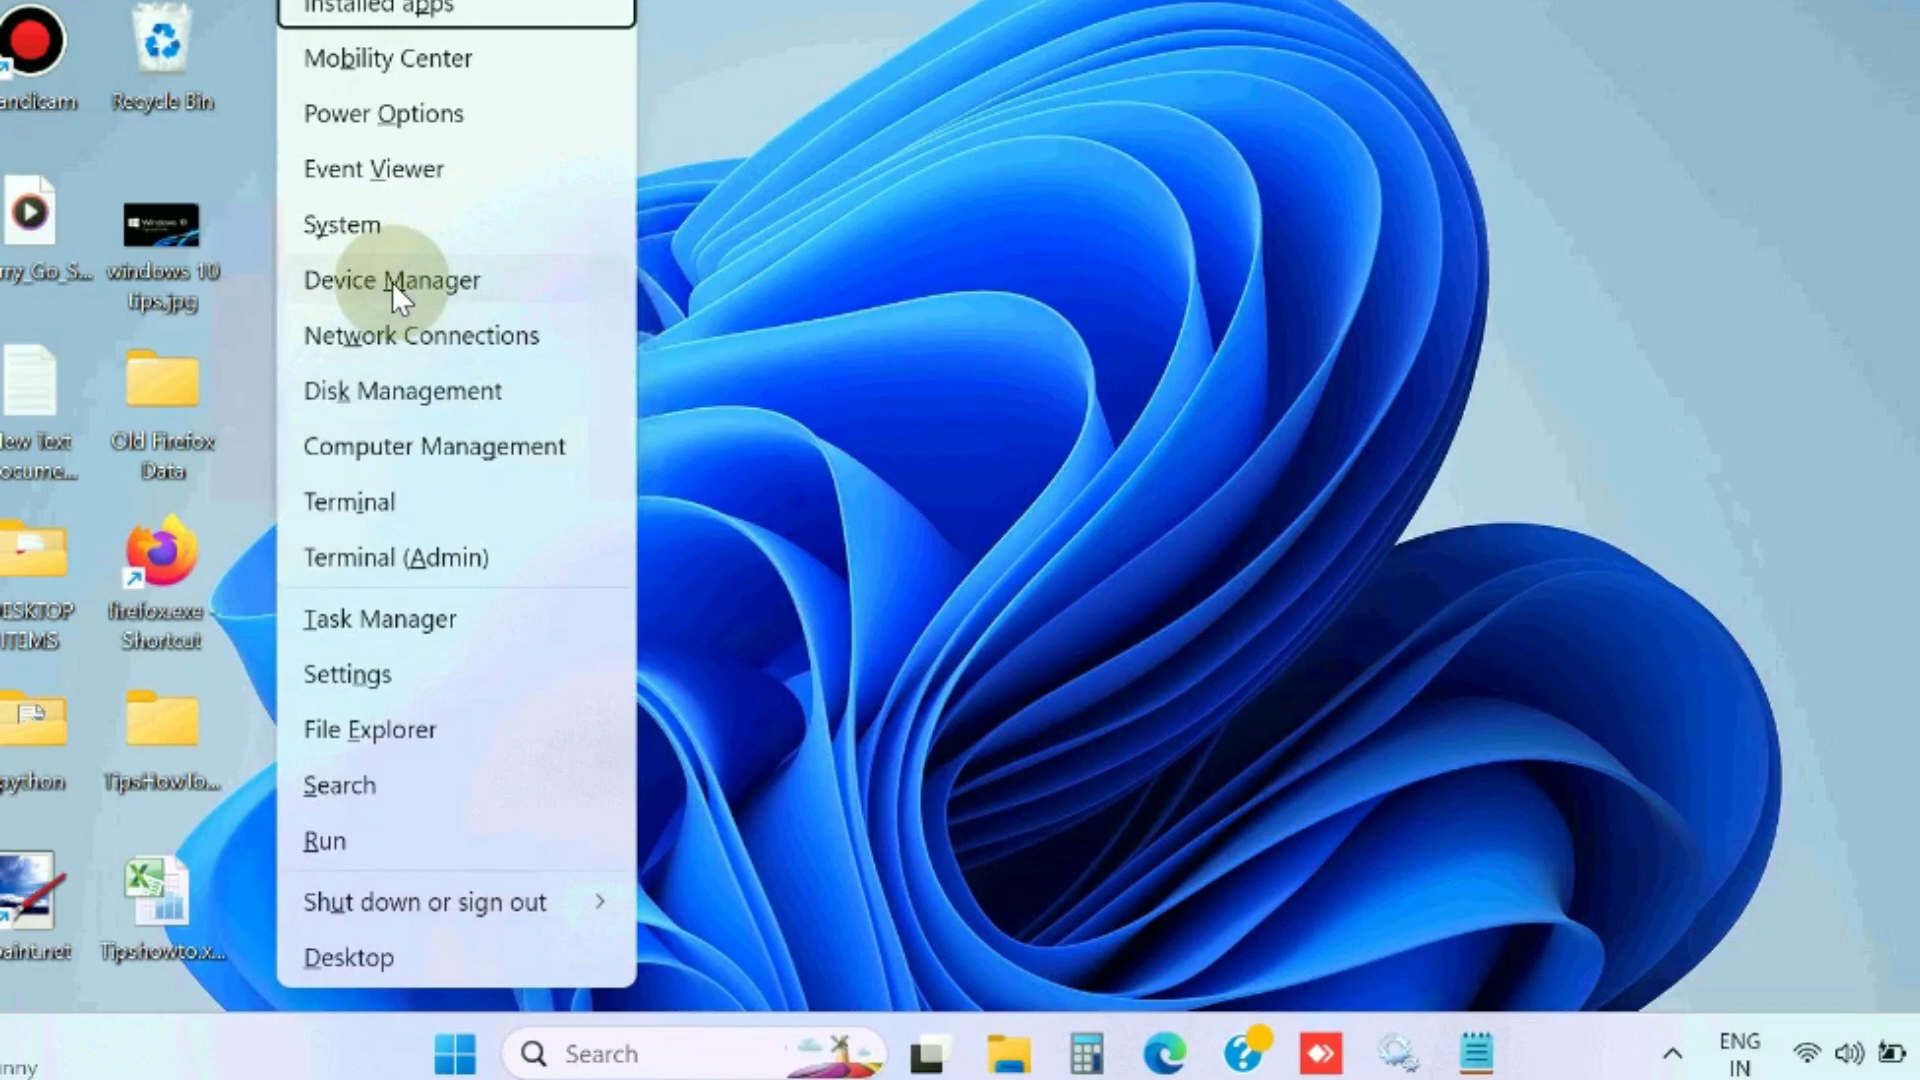 Recycle Bin
windows 10
tips.jpg
Old Firefox
Data
firefox.exe -
Shortcut
ITEMS
python
TipsHowTo...
Tipshowto.x...
Installed apps
Mobility Center
Power Options
Event Viewer
System
Device Manager
Network Connections
Disk Management
Computer Management
Terminal
Terminal (Admin)
Task Manager
Settings
File Explorer
Search
Run
Shut down or sign out
Desktop
Search
ENG
IN